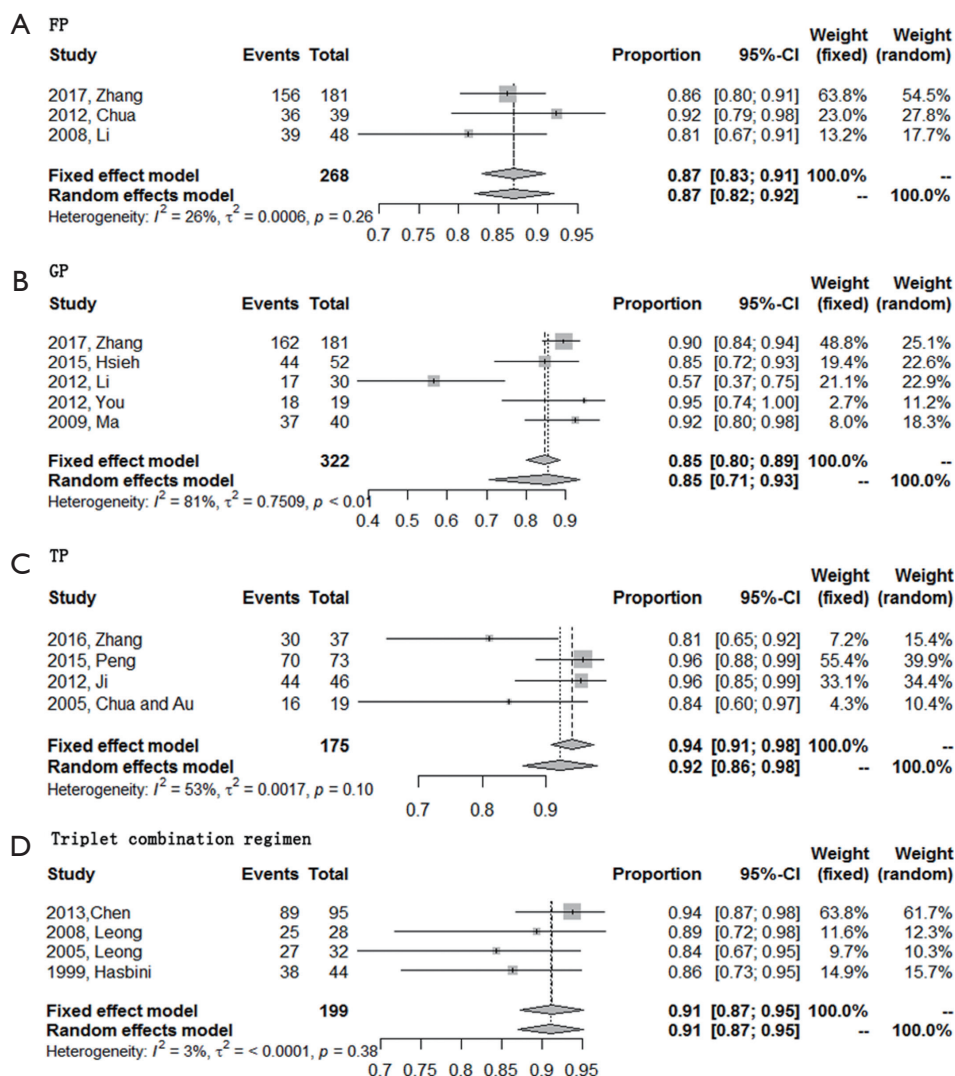 A FP
Weight Weight
Study Events Total Proportion 95%-CI (fixed) (random)
2017, Zhang 156 181 0.86 [0.80; 0.91] 63.8% 54.5%
2012, Chua 36 39 0.92 [0.79; 0.98] 23.0% 27.8%
2008, Li 39 48 0.81 [0.67; 0.91] 13.2% 17.7%
Fixed effect model 268 0.87 [0.83; 0.91] 100.0% --
Random effects model 0.87 [0.82; 0.92] -- 100.0%
Heterogeneity: I² = 26%, τ² = 0.0006, p = 0.26
0.7 0.75 0.8 0.85 0.9 0.95
B GP
Weight Weight
Study Events Total Proportion 95%-CI (fixed) (random)
2017, Zhang 162 181 0.90 [0.84; 0.94] 48.8% 25.1%
2015, Hsieh 44 52 0.85 [0.72; 0.93] 19.4% 22.6%
2012, Li 17 30 0.57 [0.37; 0.75] 21.1% 22.9%
2012, You 18 19 0.95 [0.74; 1.00] 2.7% 11.2%
2009, Ma 37 40 0.92 [0.80; 0.98] 8.0% 18.3%
Fixed effect model 322 0.85 [0.80; 0.89] 100.0% --
Random effects model 0.85 [0.71; 0.93] -- 100.0%
Heterogeneity: I² = 81%, τ² = 0.7509, p < 0.01
0.4 0.5 0.6 0.7 0.8 0.9
C TP
Weight Weight
Study Events Total Proportion 95%-CI (fixed) (random)
2016, Zhang 30 37 0.81 [0.65; 0.92] 7.2% 15.4%
2015, Peng 70 73 0.96 [0.88; 0.99] 55.4% 39.9%
2012, Ji 44 46 0.96 [0.85; 0.99] 33.1% 34.4%
2005, Chua and Au 16 19 0.84 [0.60; 0.97] 4.3% 10.4%
Fixed effect model 175 0.94 [0.91; 0.98] 100.0% --
Random effects model 0.92 [0.86; 0.98] -- 100.0%
Heterogeneity: I² = 53%, τ² = 0.0017, p = 0.10
0.7 0.8 0.9
D Triplet combination regimen
Weight Weight
Study Events Total Proportion 95%-CI (fixed) (random)
2013,Chen 89 95 0.94 [0.87; 0.98] 63.8% 61.7%
2008, Leong 25 28 0.89 [0.72; 0.98] 11.6% 12.3%
2005, Leong 27 32 0.84 [0.67; 0.95] 9.7% 10.3%
1999, Hasbini 38 44 0.86 [0.73; 0.95] 14.9% 15.7%
Fixed effect model 199 0.91 [0.87; 0.95] 100.0% --
Random effects model 0.91 [0.87; 0.95] -- 100.0%
Heterogeneity: I² = 3%, τ² = < 0.0001, p = 0.38
0.7 0.75 0.8 0.85 0.9 0.95